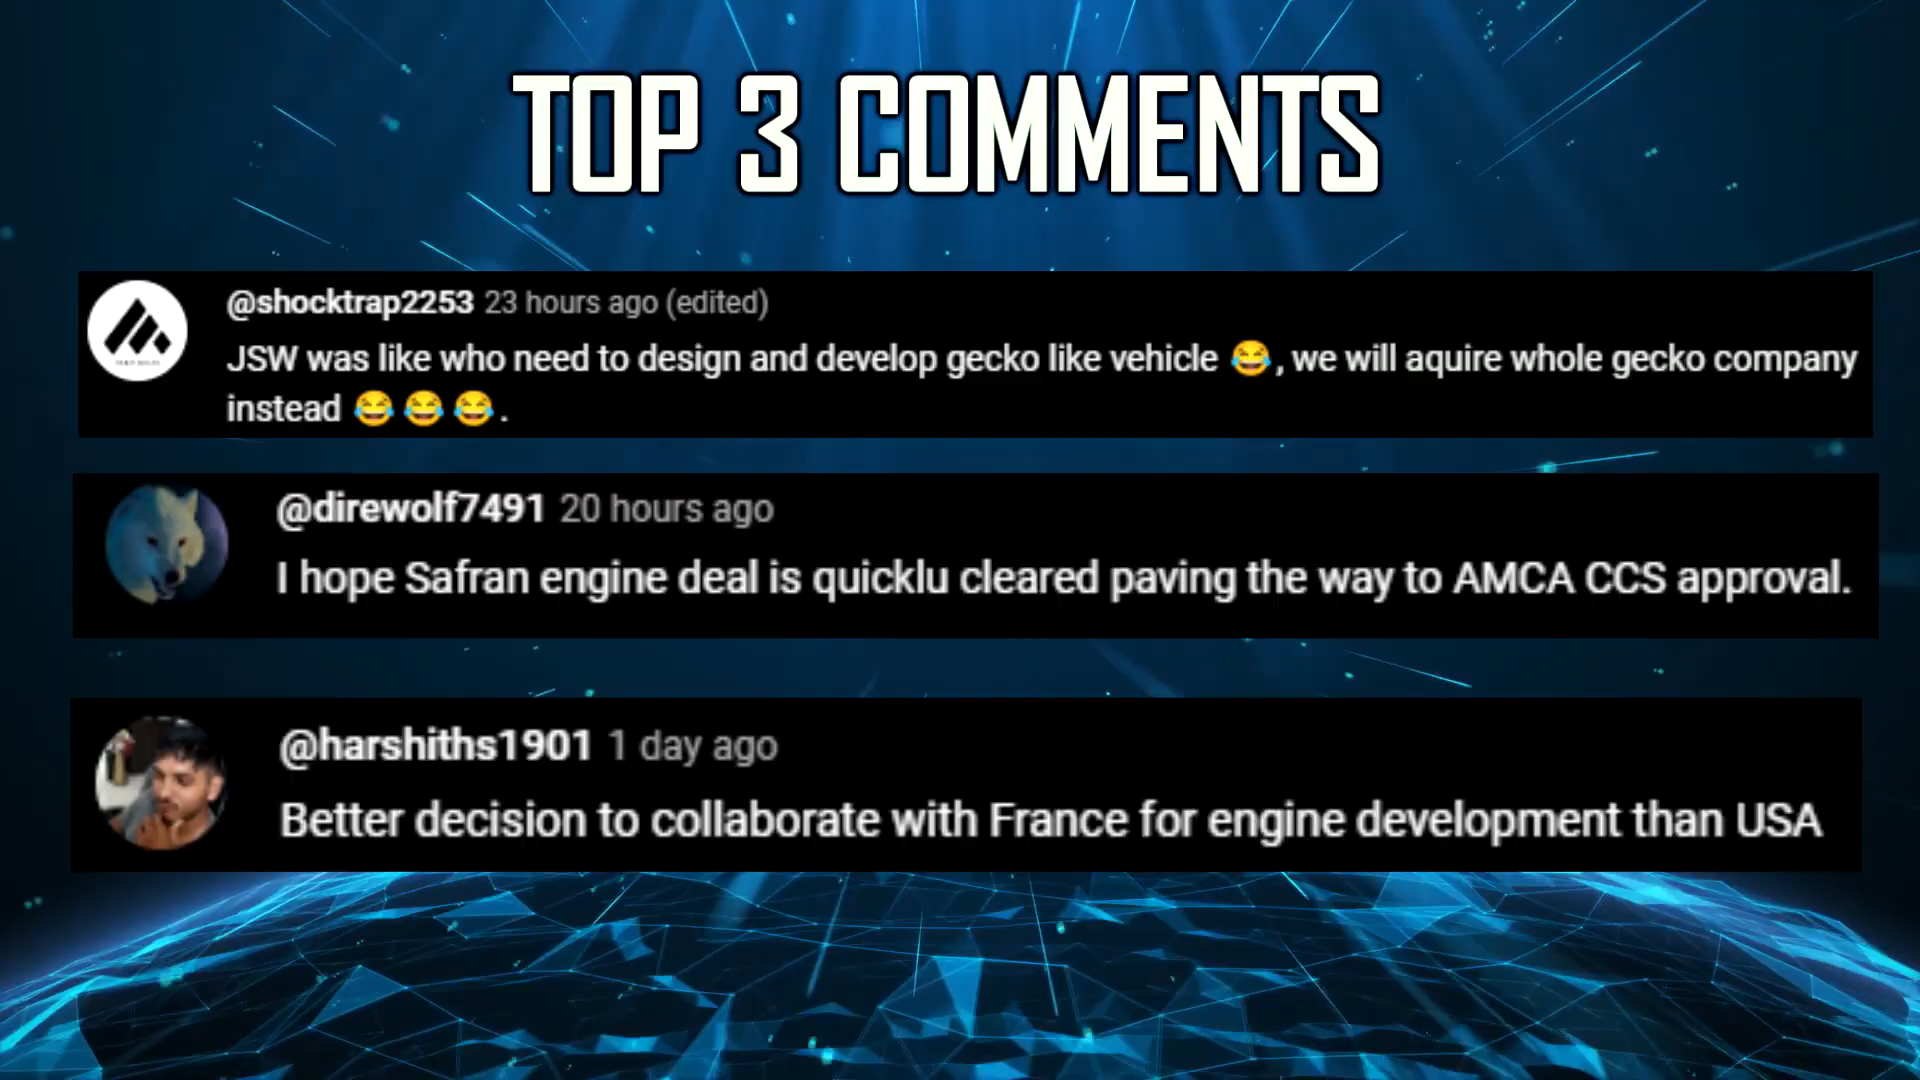 TOP 3 COMMENTS
@shocktrap2253 23 hours ago (edited)
JSW was like who need to design and develop gecko like vehicle 😂, we will aquire whole gecko company
instead 😂😂😂.
@direwolf7491 20 hours ago
I hope Safran engine deal is quicklu cleared paving the way to AMCA CCS approval.
@harshiths1901 1 day ago
Better decision to collaborate with France for engine development than USA